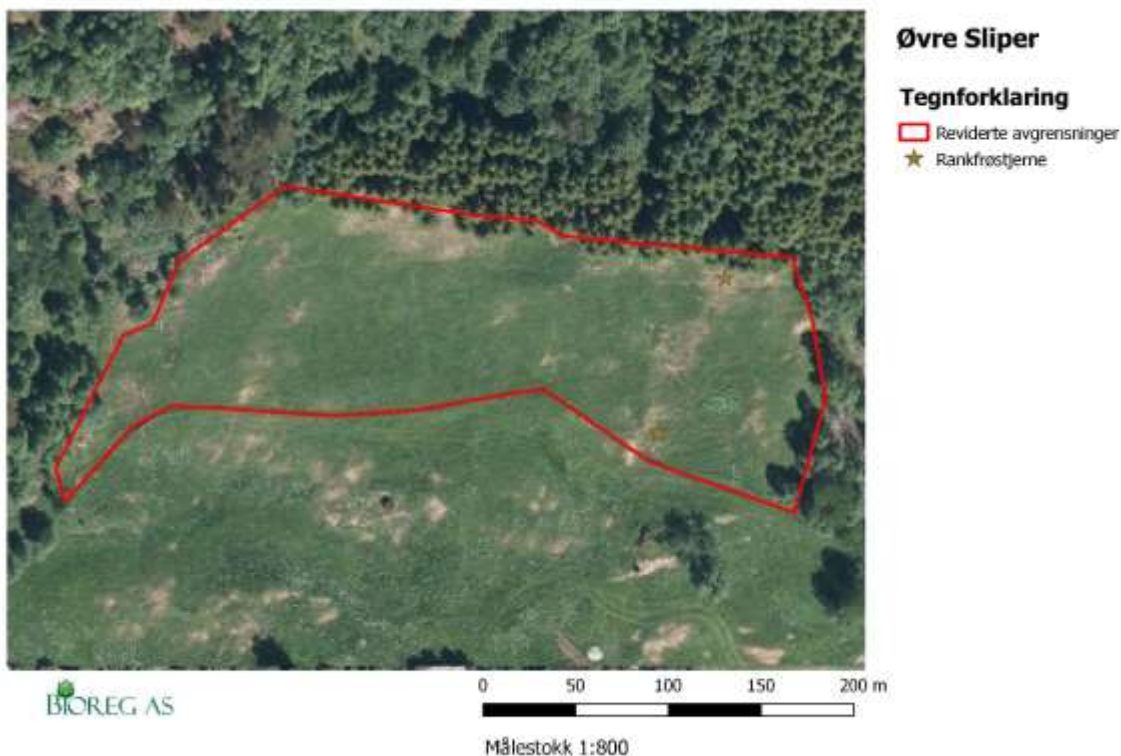 Øvre Sliper
Tegnforklaring
Reviderte avgrensninger
Rankfrøstjerne
BIOREG AS
0 50 100 150 200 m
Målestokk 1:800